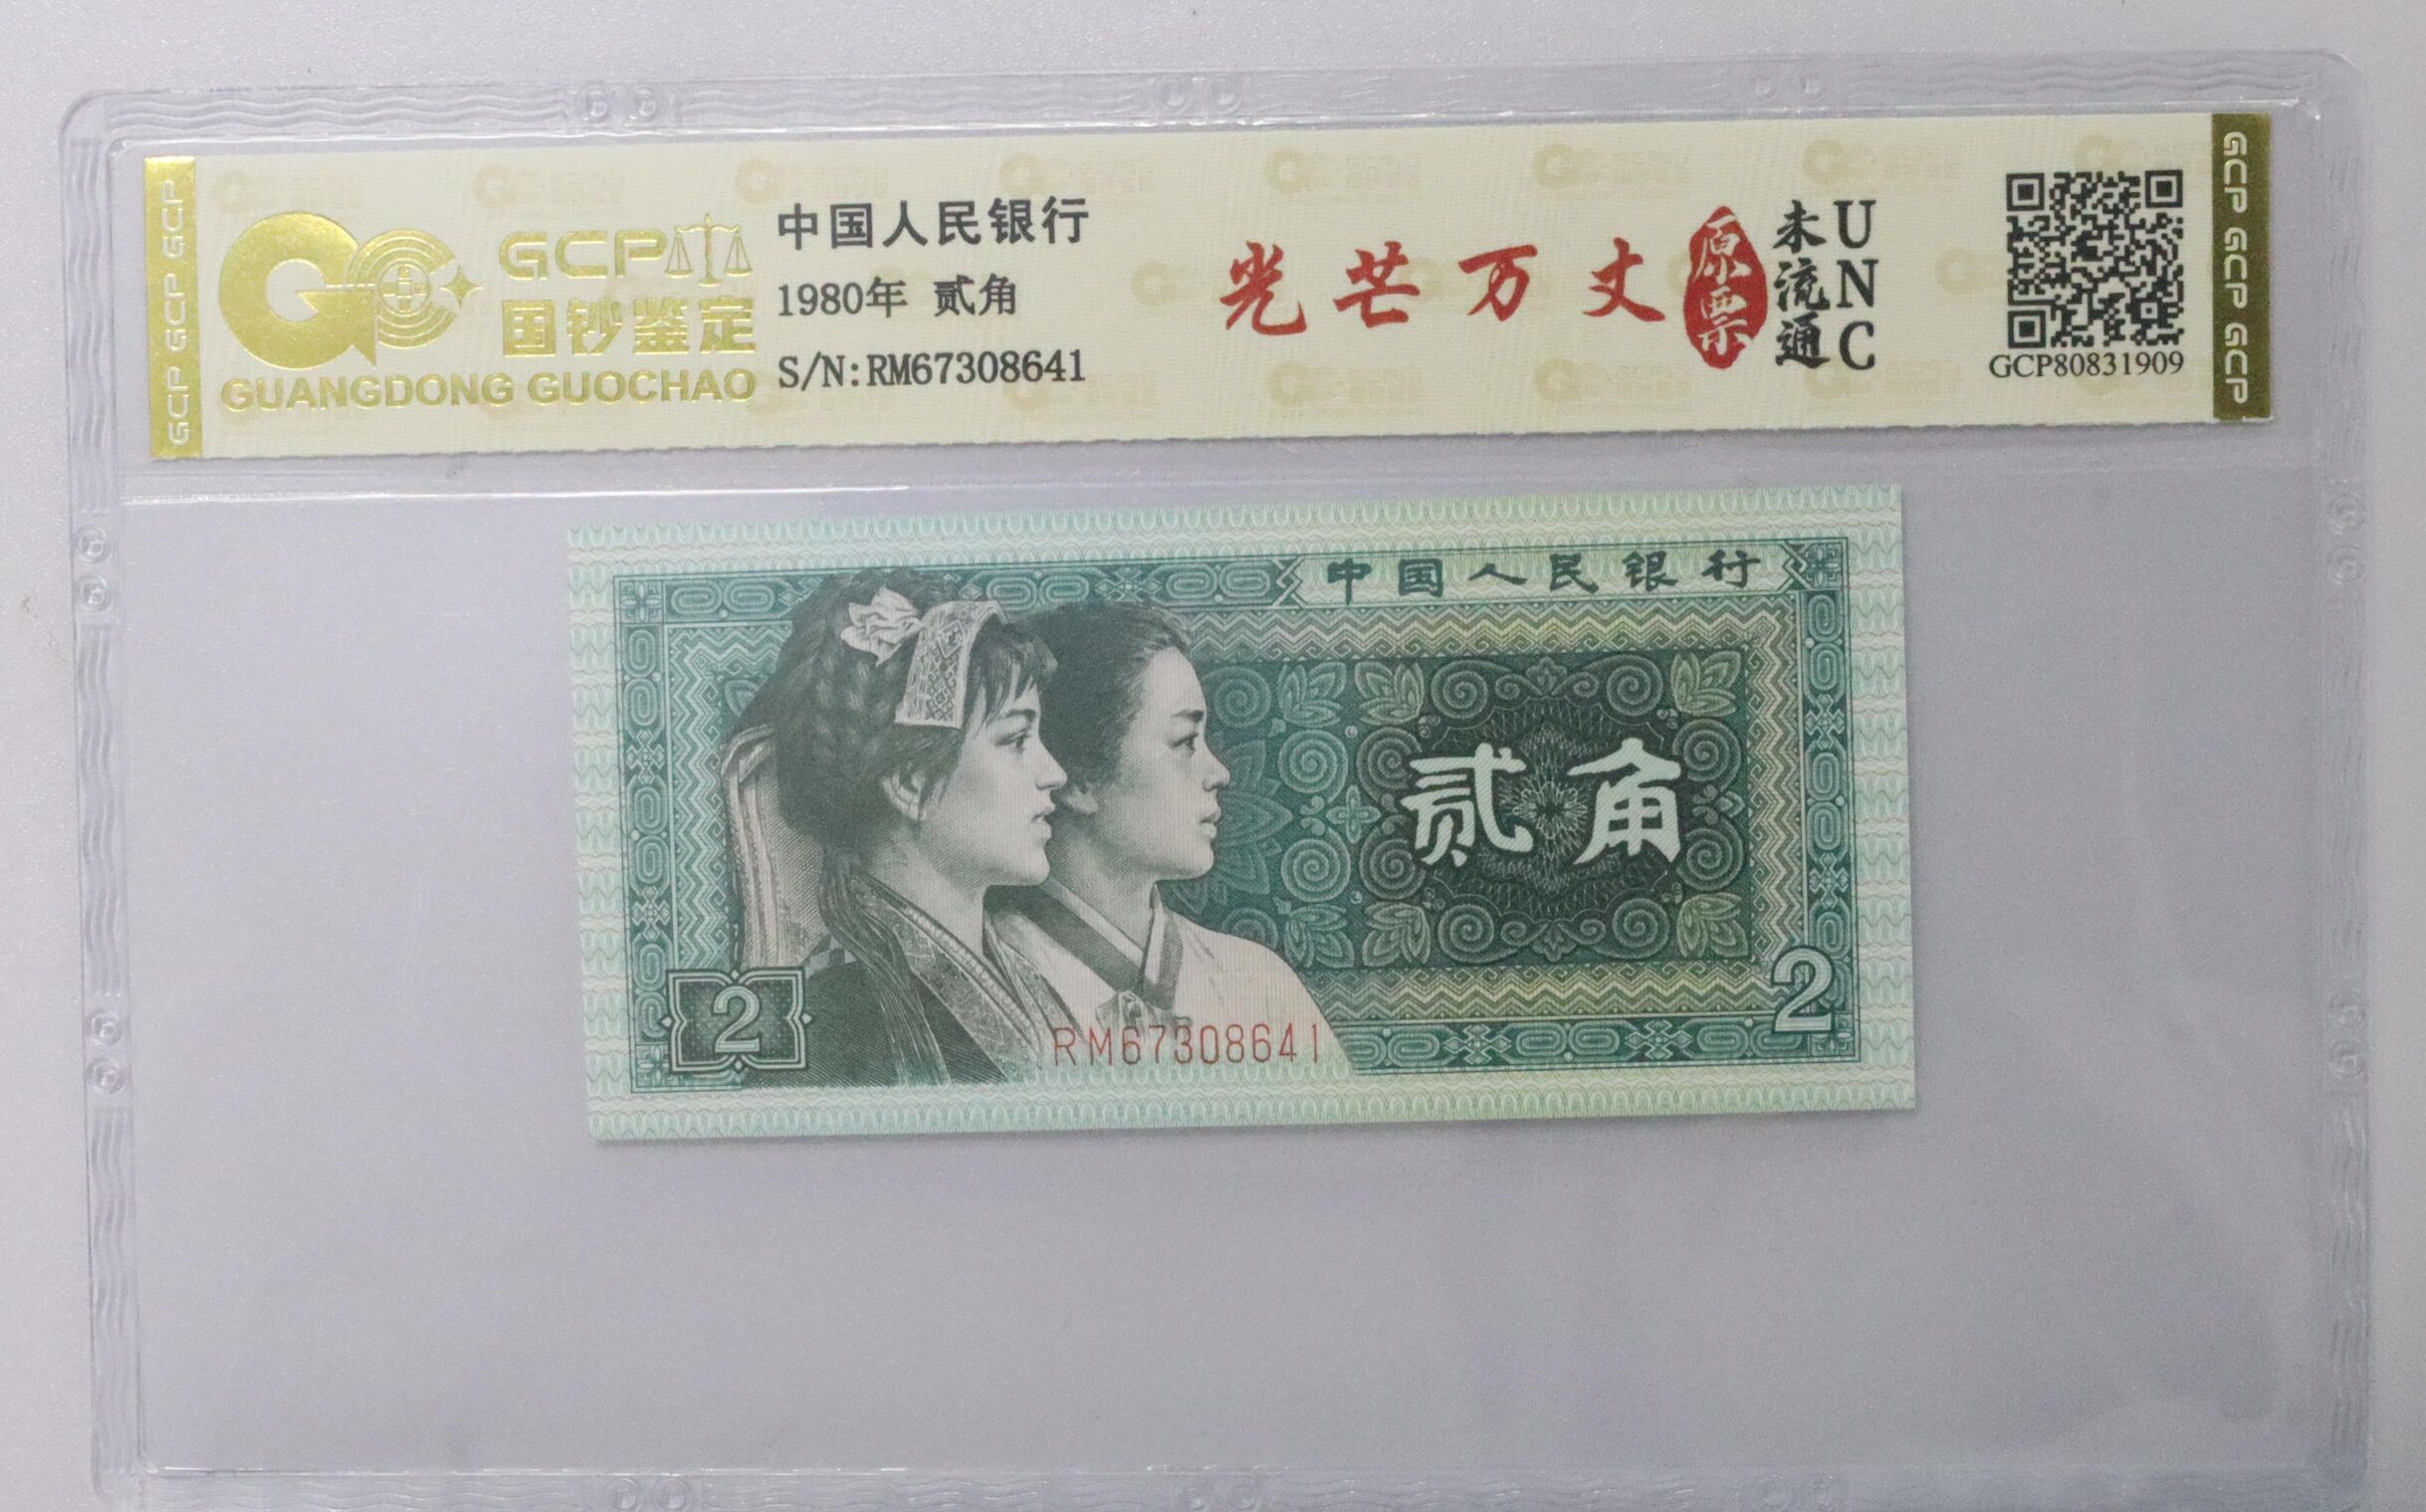 GCP GCP GCP
GCP
国钞鉴定
GUANGDONG GUOCHAO
中国人民银行
1980年 贰角
S/N:RM67308641
光芒万丈
原票
未流通
UNC
GCP80831909
GCP GCP GCP
中国人民银行
贰角
2
2
RM67308641